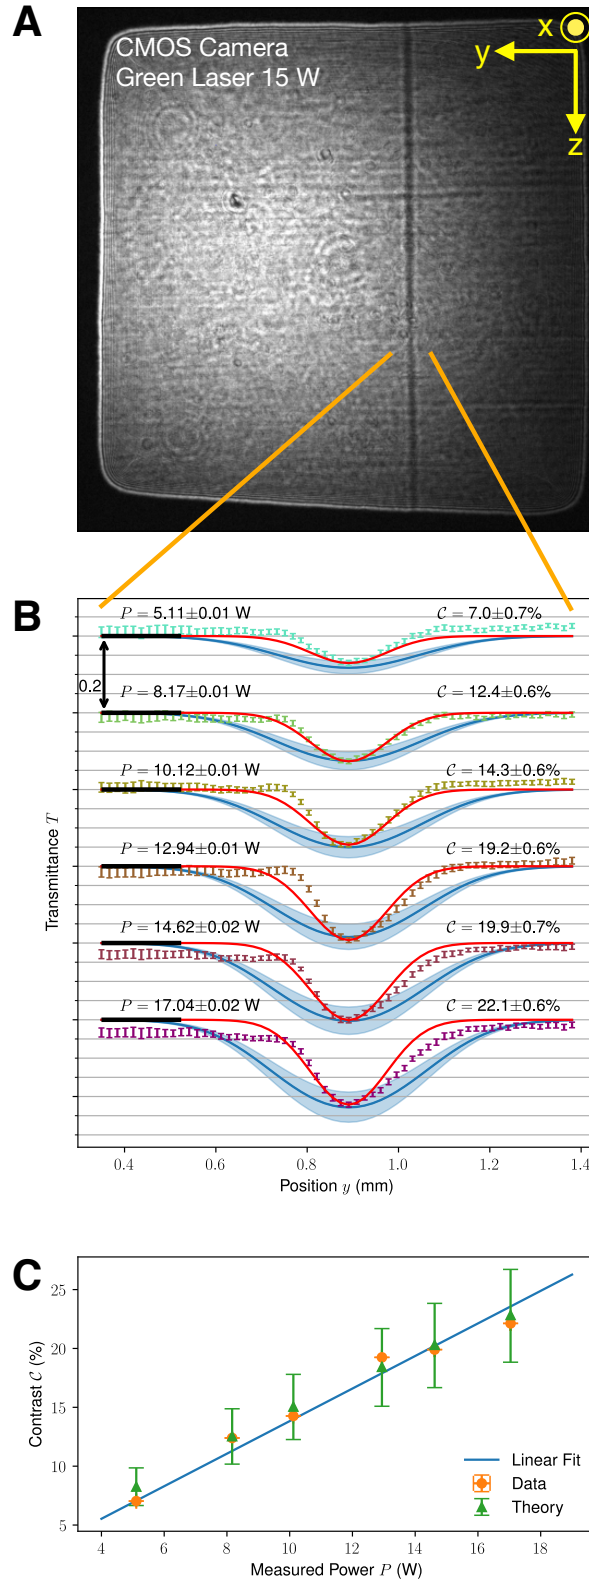 A
CMOS Camera
Green Laser 15 W
x
y
z
B
P = 5.11±0.01 W
C = 7.0±0.7%
0.2
P = 8.17±0.01 W
C = 12.4±0.6%
P = 10.12±0.01 W
C = 14.3±0.6%
P = 12.94±0.01 W
C = 19.2±0.6%
P = 14.62±0.02 W
C = 19.9±0.7%
P = 17.04±0.02 W
C = 22.1±0.6%
Transmittance T
0.4 0.6 0.8 1.0 1.2 1.4
Position y (mm)
C
25
20
15
10
5
Contrast C (%)
Linear Fit
Data
Theory
4 6 8 10 12 14 16 18
Measured Power P (W)